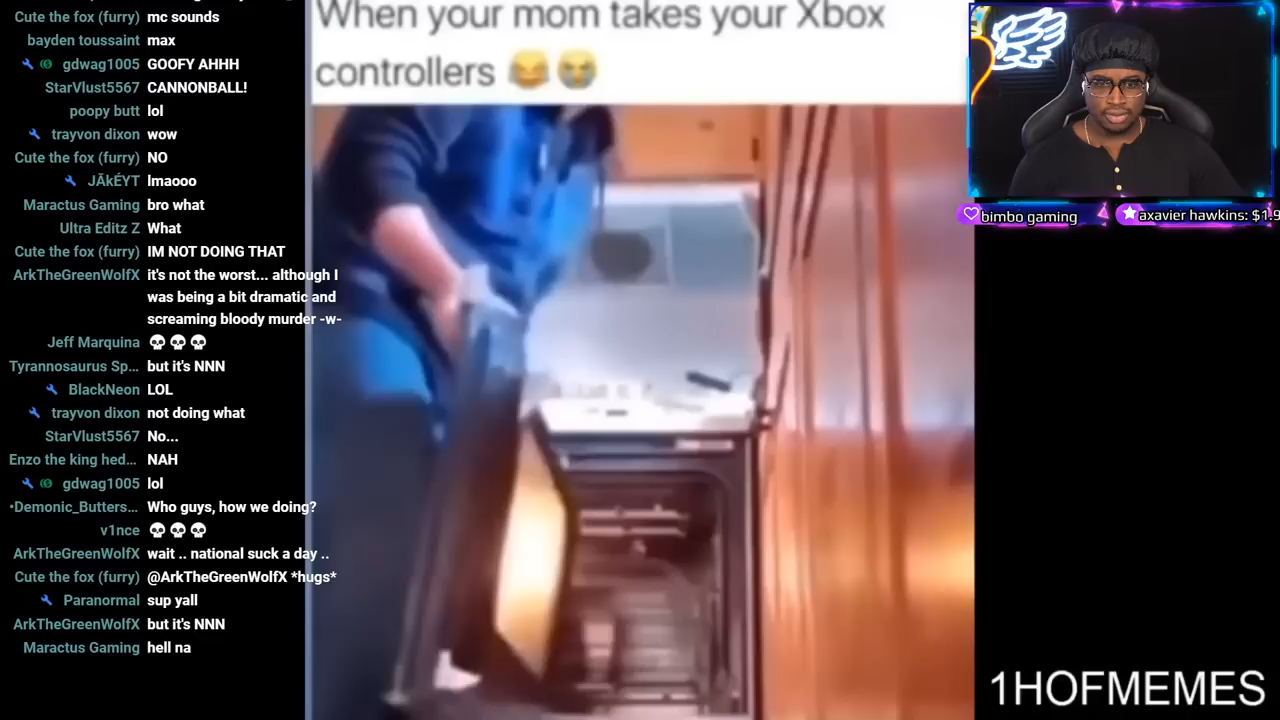 Cute the fox (furry) mc sounds
bayden toussaint max
gdwag1005 GOOFY AHHH
StarVlust5567 CANNONBALL!
poopy butt lol
trayvon dixon wow
Cute the fox (furry) NO
JÃkÉYT lmaooo
Maractus Gaming bro what
Ultra Editz Z What
Cute the fox (furry) IM NOT DOING THAT
ArkTheGreenWolfX it's not the worst... although I
was being a bit dramatic and
screaming bloody murder -w-
Jeff Marquina 💀💀💀
Tyrannosaurus Sp... but it's NNN
BlackNeon LOL
trayvon dixon not doing what
StarVlust5567 No...
Enzo the king hed... NAH
gdwag1005 lol
•Demonic_Butters... Who guys, how we doing?
v1nce 💀💀💀
ArkTheGreenWolfX wait .. national suck a day ..
Cute the fox (furry) @ArkTheGreenWolfX *hugs*
Paranormal sup yall
ArkTheGreenWolfX but it's NNN
Maractus Gaming hell na
When your mom takes your Xbox
controllers 😆😭
bimbo gaming
axavier hawkins: $1.9
1HOFMEMES